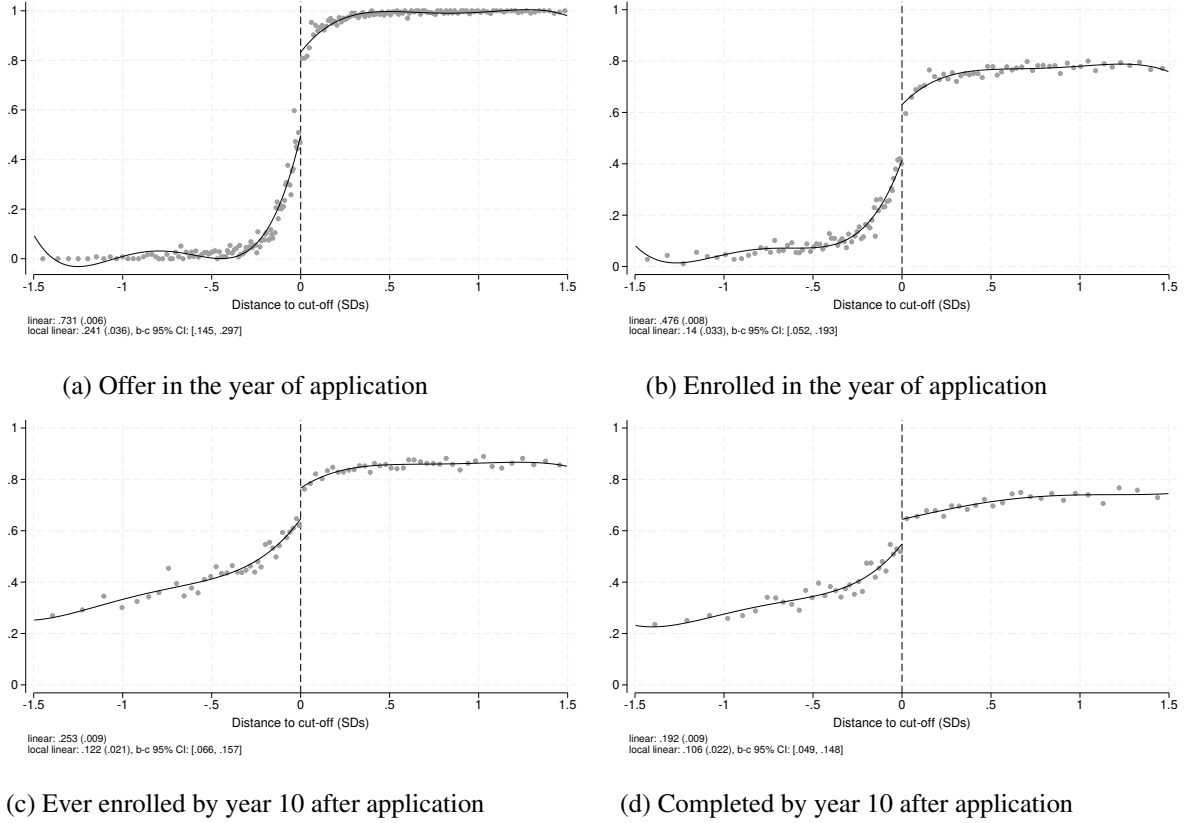 1
.8
.6
.4
.2
0
-1.5 -1 -.5 0 .5 1 1.5
Distance to cut-off (SDs)
linear: .731 (.006)
local linear: .241 (.036), b-c 95% CI: [.145, .297]
(a) Offer in the year of application
1
.8
.6
.4
.2
0
-1.5 -1 -.5 0 .5 1 1.5
Distance to cut-off (SDs)
linear: .476 (.008)
local linear: .14 (.033), b-c 95% CI: [.052, .193]
(b) Enrolled in the year of application
1
.8
.6
.4
.2
0
-1.5 -1 -.5 0 .5 1 1.5
Distance to cut-off (SDs)
linear: .253 (.009)
local linear: .122 (.021), b-c 95% CI: [.066, .157]
(c) Ever enrolled by year 10 after application
1
.8
.6
.4
.2
0
-1.5 -1 -.5 0 .5 1 1.5
Distance to cut-off (SDs)
linear: .192 (.009)
local linear: .106 (.022), b-c 95% CI: [.049, .148]
(d) Completed by year 10 after application